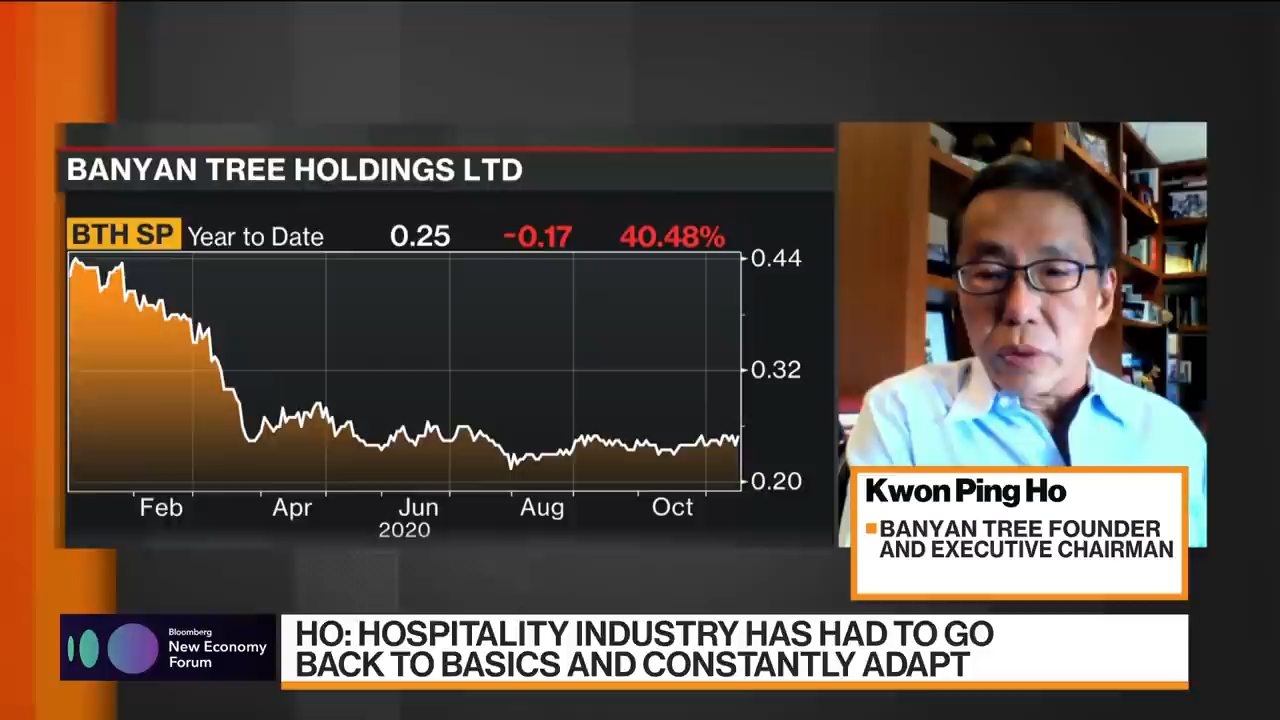 BANYAN TREE HOLDINGS LTD
BTH SP Year to Date 0.25 -0.17 40.48%
0.44
0.32
0.20
Feb Apr Jun Aug Oct
2020
Kwon Ping Ho
BANYAN TREE FOUNDER
AND EXECUTIVE CHAIRMAN
Bloomberg
New Economy
Forum
HO: HOSPITALITY INDUSTRY HAS HAD TO GO
BACK TO BASICS AND CONSTANTLY ADAPT